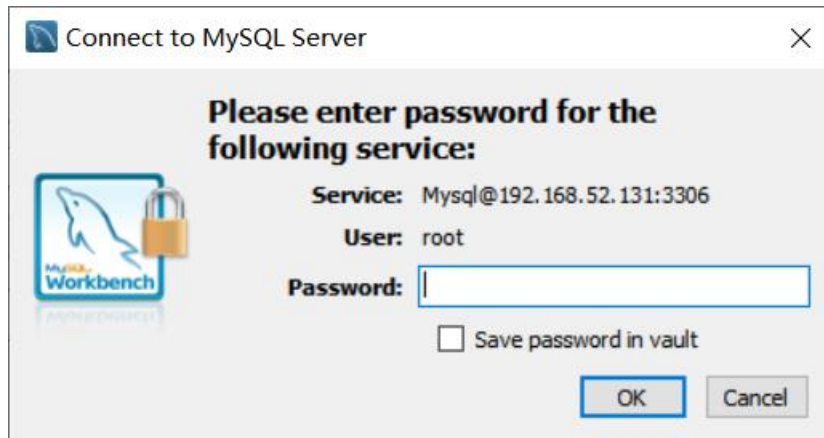 Connect to MySQL Server
Please enter password for the
following service:
Service: Mysql@192.168.52.131:3306
User: root
MySQL
Workbench
Password:
Save password in vault
OK Cancel